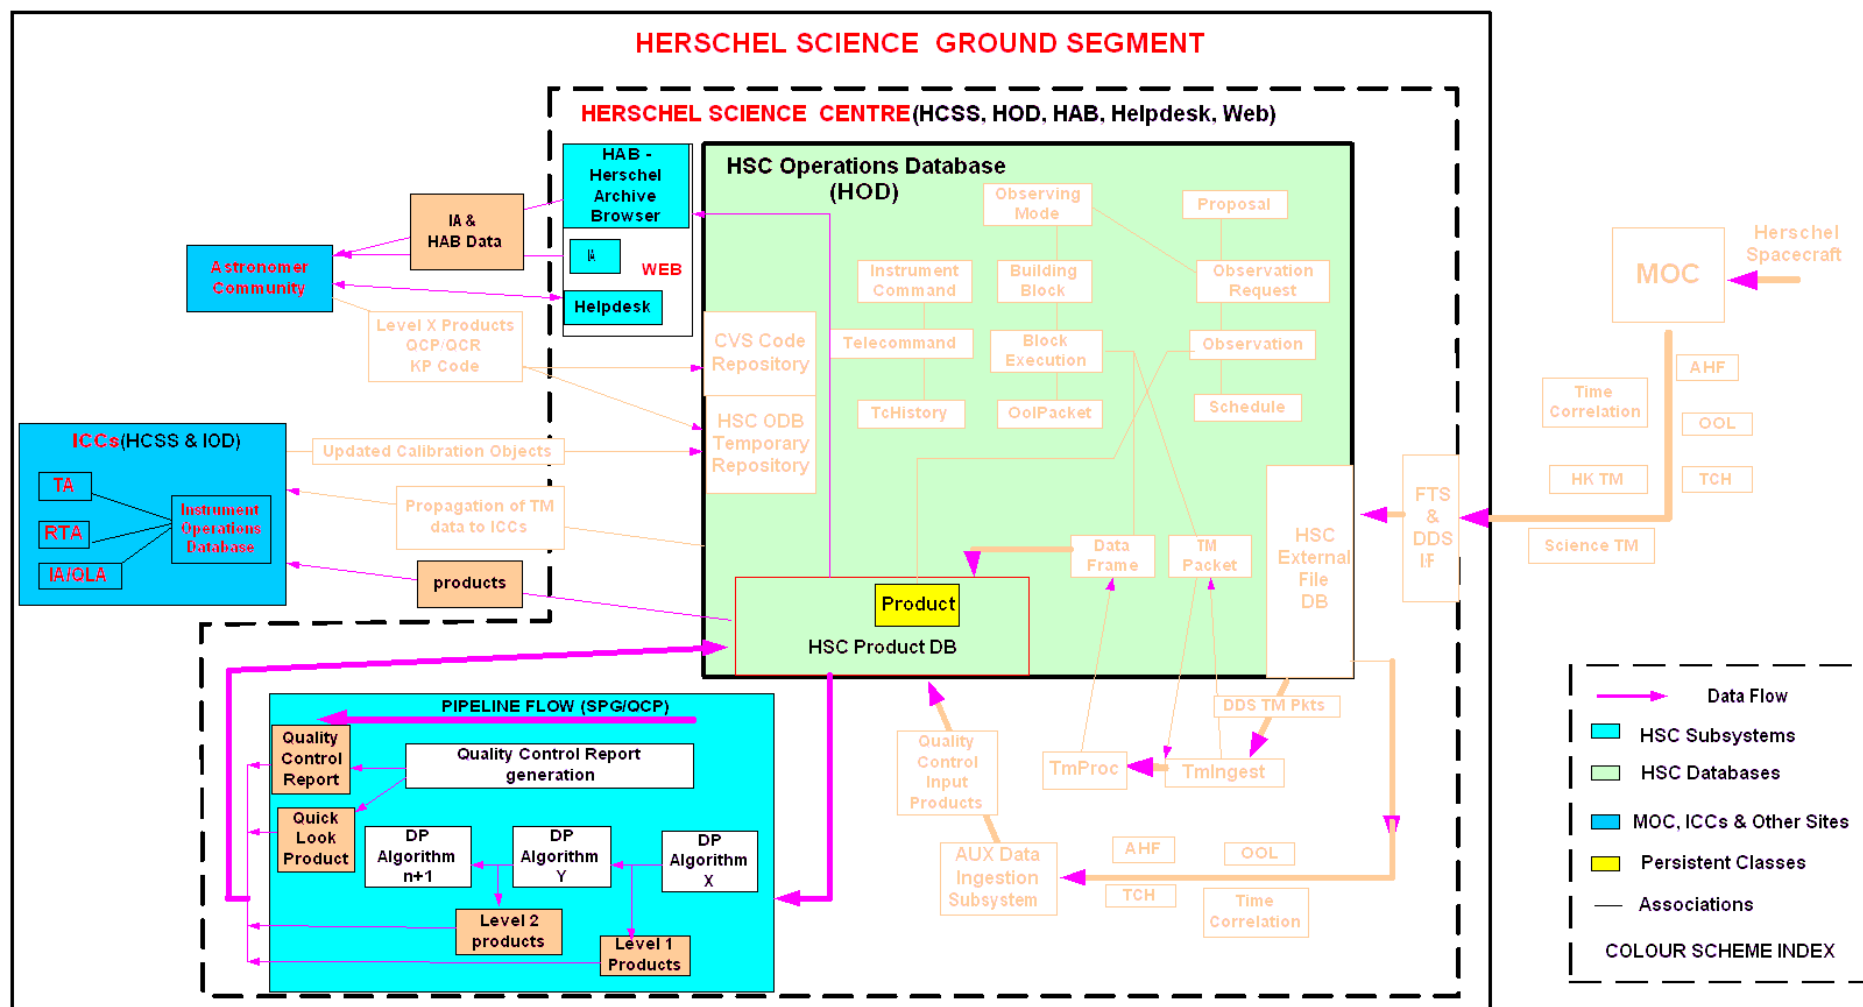 HERSCHEL SCIENCE GROUND SEGMENT
HERSCHEL SCIENCE CENTRE(HCSS, HOD, HAB, Helpdesk, Web)
HAB -
Herschel
Archive
Browser
IA
WEB
Helpdesk
IA &
HAB Data
Astronomer
Community
Level X Products
QCP/QCR
KP Code
HSC Operations Database
(HOD)
Observing
Mode
Proposal
Instrument
Command
Building
Block
Observation
Request
CVS Code
Repository
Telecommand
Block
Execution
Observation
HSC ODB
Temporary
Repository
TcHistory
OolPacket
Schedule
MOC
Herschel
Spacecraft
AHF
Time
Correlation
OOL
HK TM
TCH
Science TM
FTS
&
DDS
I/F
HSC
External
File
DB
ICCs(HCSS & IOD)
TA
RTA
IA/QLA
Instrument
Operations
Database
Updated Calibration Objects
Propagation of TM
data to ICCs
products
Data
Frame
TM
Packet
Product
HSC Product DB
DDS TM Pkts
Quality
Control
Input
Products
TmProc
TmIngest
AUX Data
Ingestion
Subsystem
AHF
OOL
TCH
Time
Correlation
PIPELINE FLOW (SPG/QCP)
Quality
Control
Report
Quality Control Report
generation
Quick
Look
Product
DP
Algorithm
n+1
DP
Algorithm
Y
DP
Algorithm
X
Level 2
products
Level 1
Products
Data Flow
HSC Subsystems
HSC Databases
MOC, ICCs & Other Sites
Persistent Classes
Associations
COLOUR SCHEME INDEX